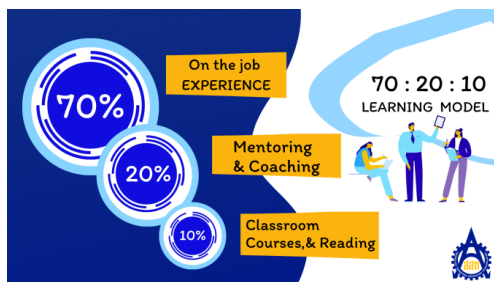 70%
On the job
EXPERIENCE
70 : 20 : 10
LEARNING MODEL
20%
Mentoring
& Coaching
10%
Classroom
Courses,& Reading